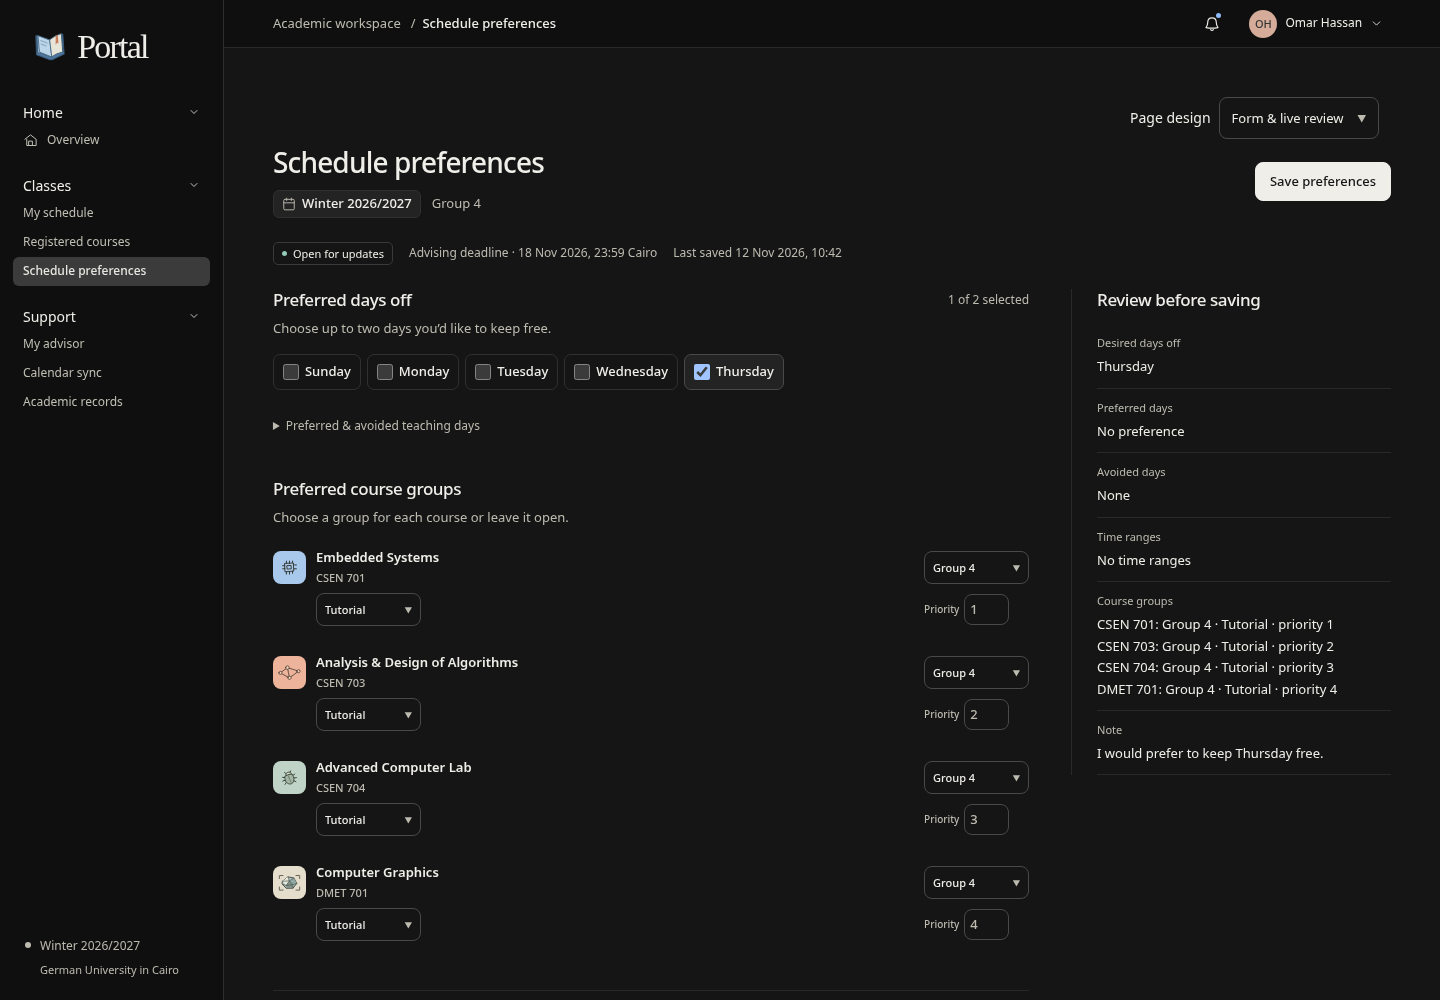 Portal
Home
Overview
Classes
My schedule
Registered courses
Schedule preferences
Support
My advisor
Calendar sync
Academic records
Winter 2026/2027
German University in Cairo
Academic workspace / Schedule preferences
OH Omar Hassan
Page design Form & live review
Schedule preferences
Save preferences
Winter 2026/2027 Group 4
Open for updates Advising deadline · 18 Nov 2026, 23:59 Cairo Last saved 12 Nov 2026, 10:42
Preferred days off 1 of 2 selected
Choose up to two days you’d like to keep free.
Sunday Monday Tuesday Wednesday Thursday
Preferred & avoided teaching days
Preferred course groups
Choose a group for each course or leave it open.
Embedded Systems
CSEN 701
Group 4
Tutorial
Priority 1
Analysis & Design of Algorithms
CSEN 703
Group 4
Tutorial
Priority 2
Advanced Computer Lab
CSEN 704
Group 4
Tutorial
Priority 3
Computer Graphics
DMET 701
Group 4
Tutorial
Priority 4
Review before saving
Desired days off
Thursday
Preferred days
No preference
Avoided days
None
Time ranges
No time ranges
Course groups
CSEN 701: Group 4 · Tutorial · priority 1
CSEN 703: Group 4 · Tutorial · priority 2
CSEN 704: Group 4 · Tutorial · priority 3
DMET 701: Group 4 · Tutorial · priority 4
Note
I would prefer to keep Thursday free.